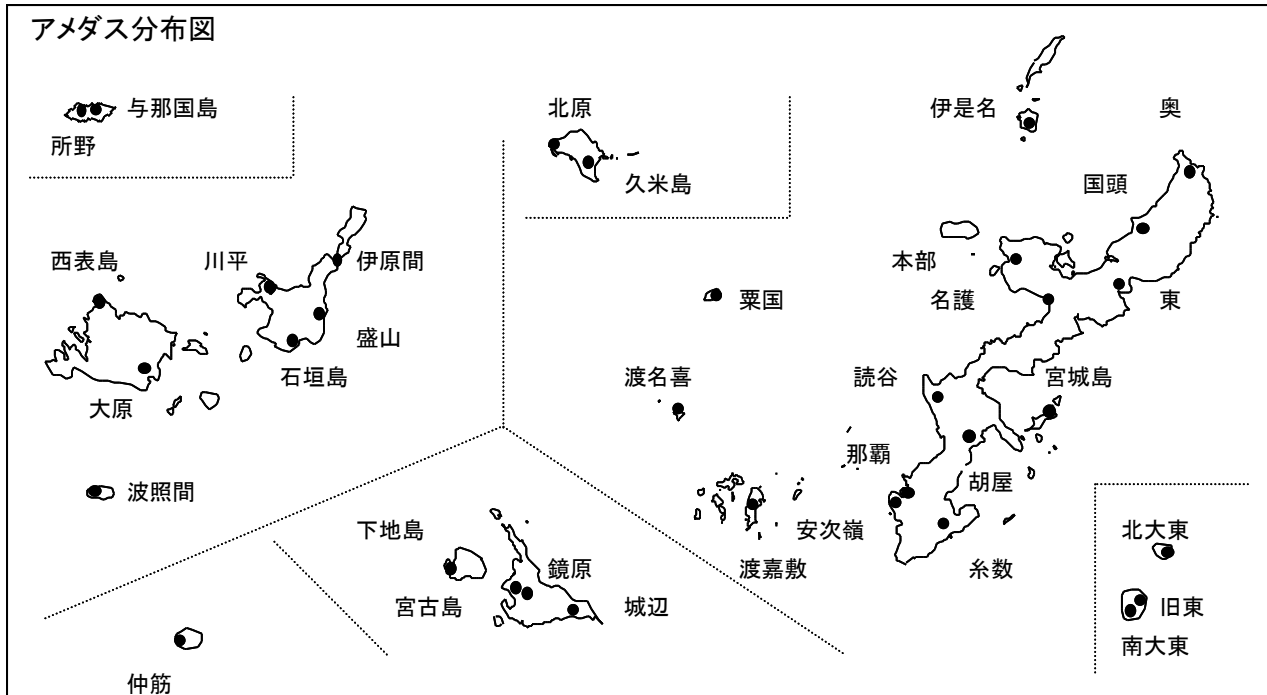 アメダス分布図
与那国島
所野
北原
久米島
伊是名
奥
国頭
西表島
川平
伊原間
本部
粟国
名護
東
盛山
石垣島
渡名喜
読谷
宮城島
大原
那覇
波照間
胡屋
下地島
安次嶺
北大東
鏡原
渡嘉敷
糸数
宮古島
城辺
旧東
南大東
仲筋